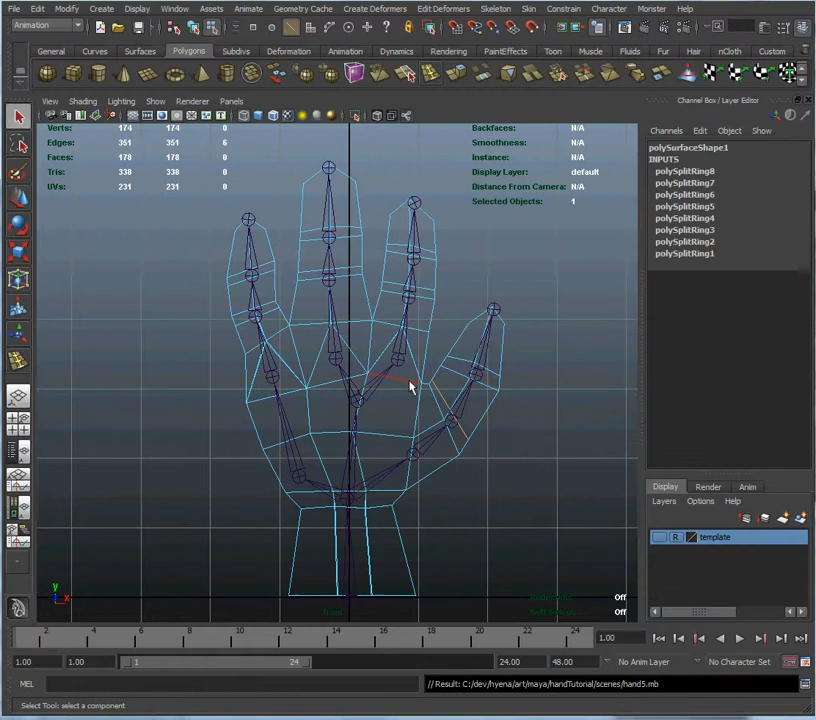 File Edit Modify Create Display Window Assets Animate Geometry Cache Create Deformers Edit Deformers Skeleton Skin Constrain Character Muscle Help
Animation
General Curves Surfaces Polygons Subdivs Deformation Animation Dynamics Rendering PaintEffects Toon Muscle Fluids Fur Hair nCloth Custom
View Shading Lighting Show Renderer Panels
Channel Box / Layer Editor
Verts: 174 174 0
Edges: 351 351 6
Faces: 178 178 0
Tris: 338 338 0
UVs: 231 231 0
Backfaces: N/A
Smoothness: N/A
Instance: N/A
Display Layer: default
Distance From Camera: N/A
Selected Objects: 1
Channels Edit Object Show
polySurfaceShape1
INPUTS
polySplitRing8
polySplitRing7
polySplitRing6
polySplitRing5
polySplitRing4
polySplitRing3
polySplitRing2
polySplitRing1
Display Render Anim
Layers Options Help
R template
y
x
front
Off
Soft Select: Off
2 4 6 8 10 12 14 16 18 20 22 24
1.00
1.00 1.00 1 24 24.00 48.00 No Anim Layer No Character Set
MEL // Result: C:/dev/hyena/art/maya/handTutorial/scenes/hand5.mb
Select Tool: select a component